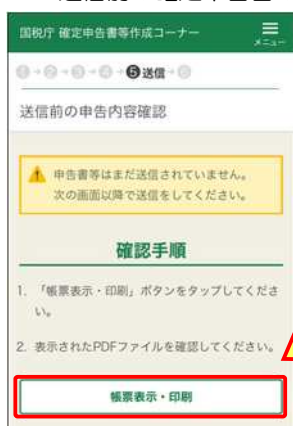 国税庁 確定申告書等作成コーナー
メニュー
❺送信
送信前の申告内容確認
申告書等はまだ送信されていません。
次の画面以降で送信をしてください。
確認手順
1. 「帳票表示・印刷」ボタンをタップしてくださ
い。
2. 表示されたPDFファイルを確認してください。
帳票表示・印刷